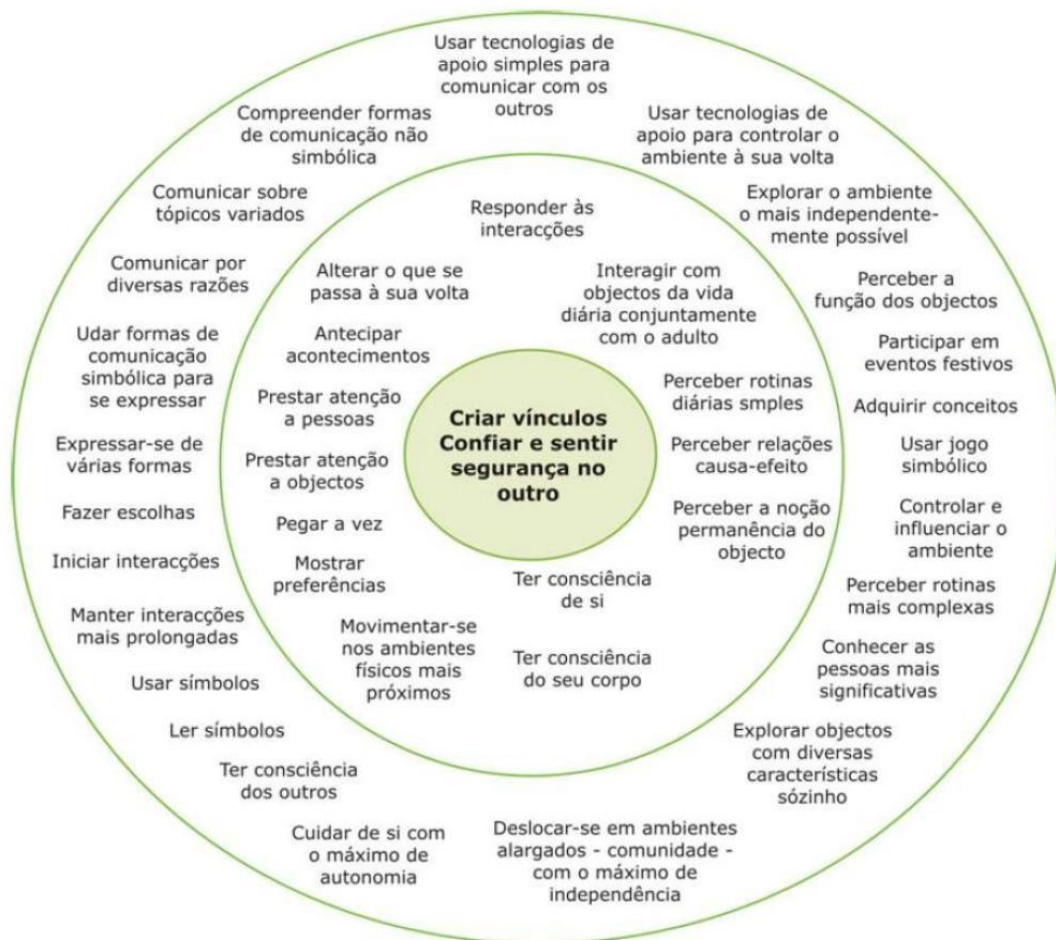 Usar tecnologias de
apoio simples para
comunicar com os
outros
Usar tecnologias de
apoio para controlar o
ambiente à sua volta
Explorar o ambiente
o mais independente-
mente possível
Perceber a
função dos objectos
Participar em
eventos festivos
Adquirir conceitos
Usar jogo
simbólico
Controlar e
influenciar o
ambiente
Perceber rotinas
mais complexas
Conhecer as
pessoas mais
significativas
Explorar objectos
com diversas
características
sózinho
Deslocar-se em ambientes
alargados - comunidade -
com o máximo de
independência
Cuidar de si com
o máximo de
autonomia
Ter consciência
dos outros
Ler símbolos
Usar símbolos
Manter interacções
mais prolongadas
Iniciar interacções
Fazer escolhas
Expressar-se de
várias formas
Udar formas de
comunicação
simbólica para
se expressar
Comunicar por
diversas razões
Comunicar sobre
tópicos variados
Compreender formas
de comunicação não
simbólica
Responder às
interacções
Interagir com
objectos da vida
diária conjuntamente
com o adulto
Perceber rotinas
diárias smples
Perceber relações
causa-efeito
Perceber a noção
permanência do
objecto
Ter consciência
de si
Ter consciência
do seu corpo
Movimentar-se
nos ambientes
físicos mais
próximos
Mostrar
preferências
Pegar a vez
Prestar atenção
a objectos
Prestar atenção
a pessoas
Antecipar
acontecimentos
Alterar o que se
passa à sua volta
Criar vínculos
Confiar e sentir
segurança no
outro